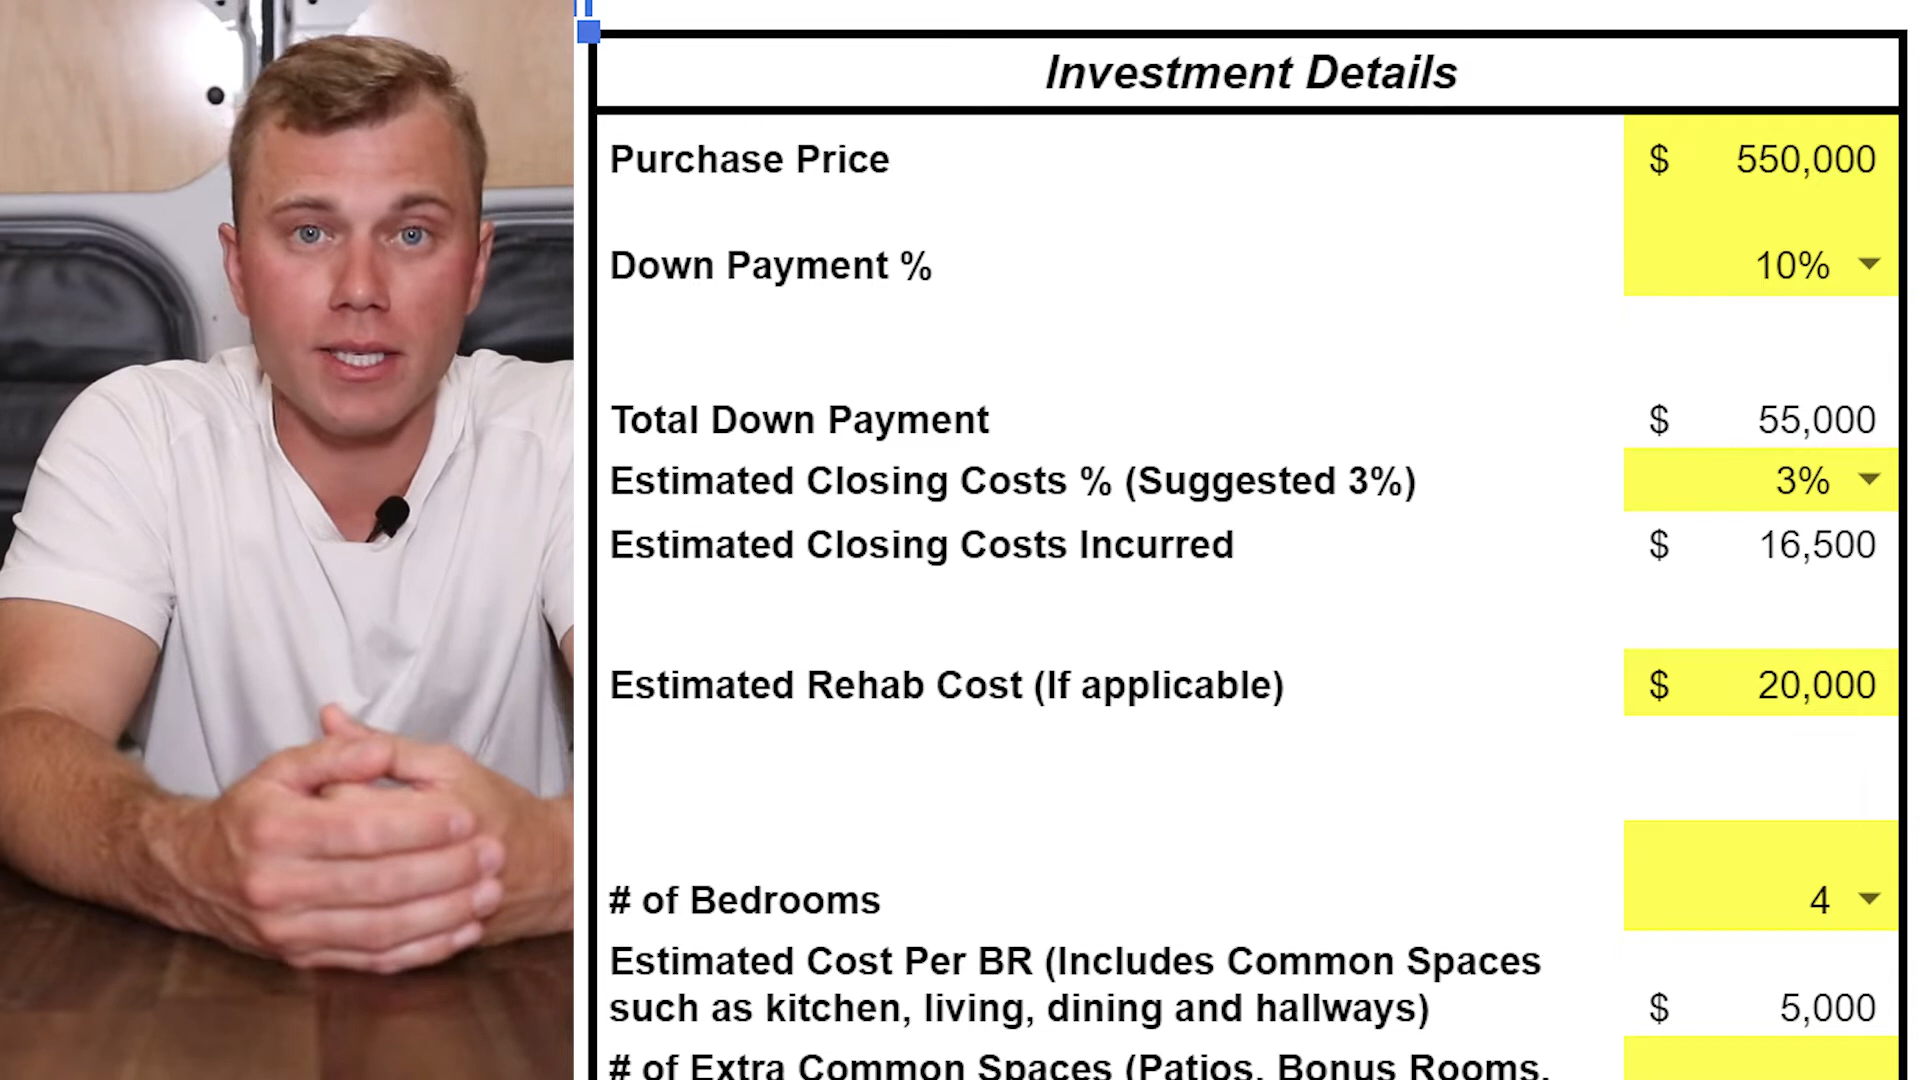 Investment Details
Purchase Price $ 550,000
Down Payment % 10%
Total Down Payment $ 55,000
Estimated Closing Costs % (Suggested 3%) 3%
Estimated Closing Costs Incurred $ 16,500
Estimated Rehab Cost (If applicable) $ 20,000
# of Bedrooms 4
Estimated Cost Per BR (Includes Common Spaces
such as kitchen, living, dining and hallways) $ 5,000
# of Extra Common Spaces (Patios, Bonus Rooms,